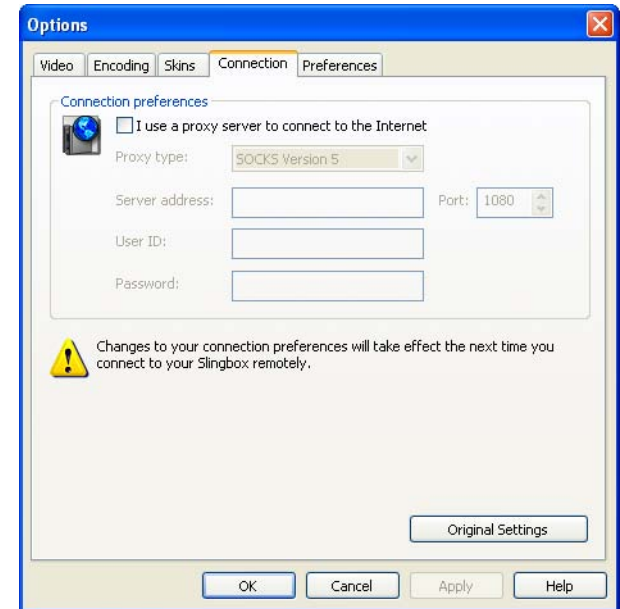 Options
Video Encoding Skins Connection Preferences
Connection preferences
I use a proxy server to connect to the Internet
Proxy type: SOCKS Version 5
Server address: Port: 1080
User ID:
Password:
Changes to your connection preferences will take effect the next time you
connect to your Slingbox remotely.
Original Settings
OK Cancel Apply Help